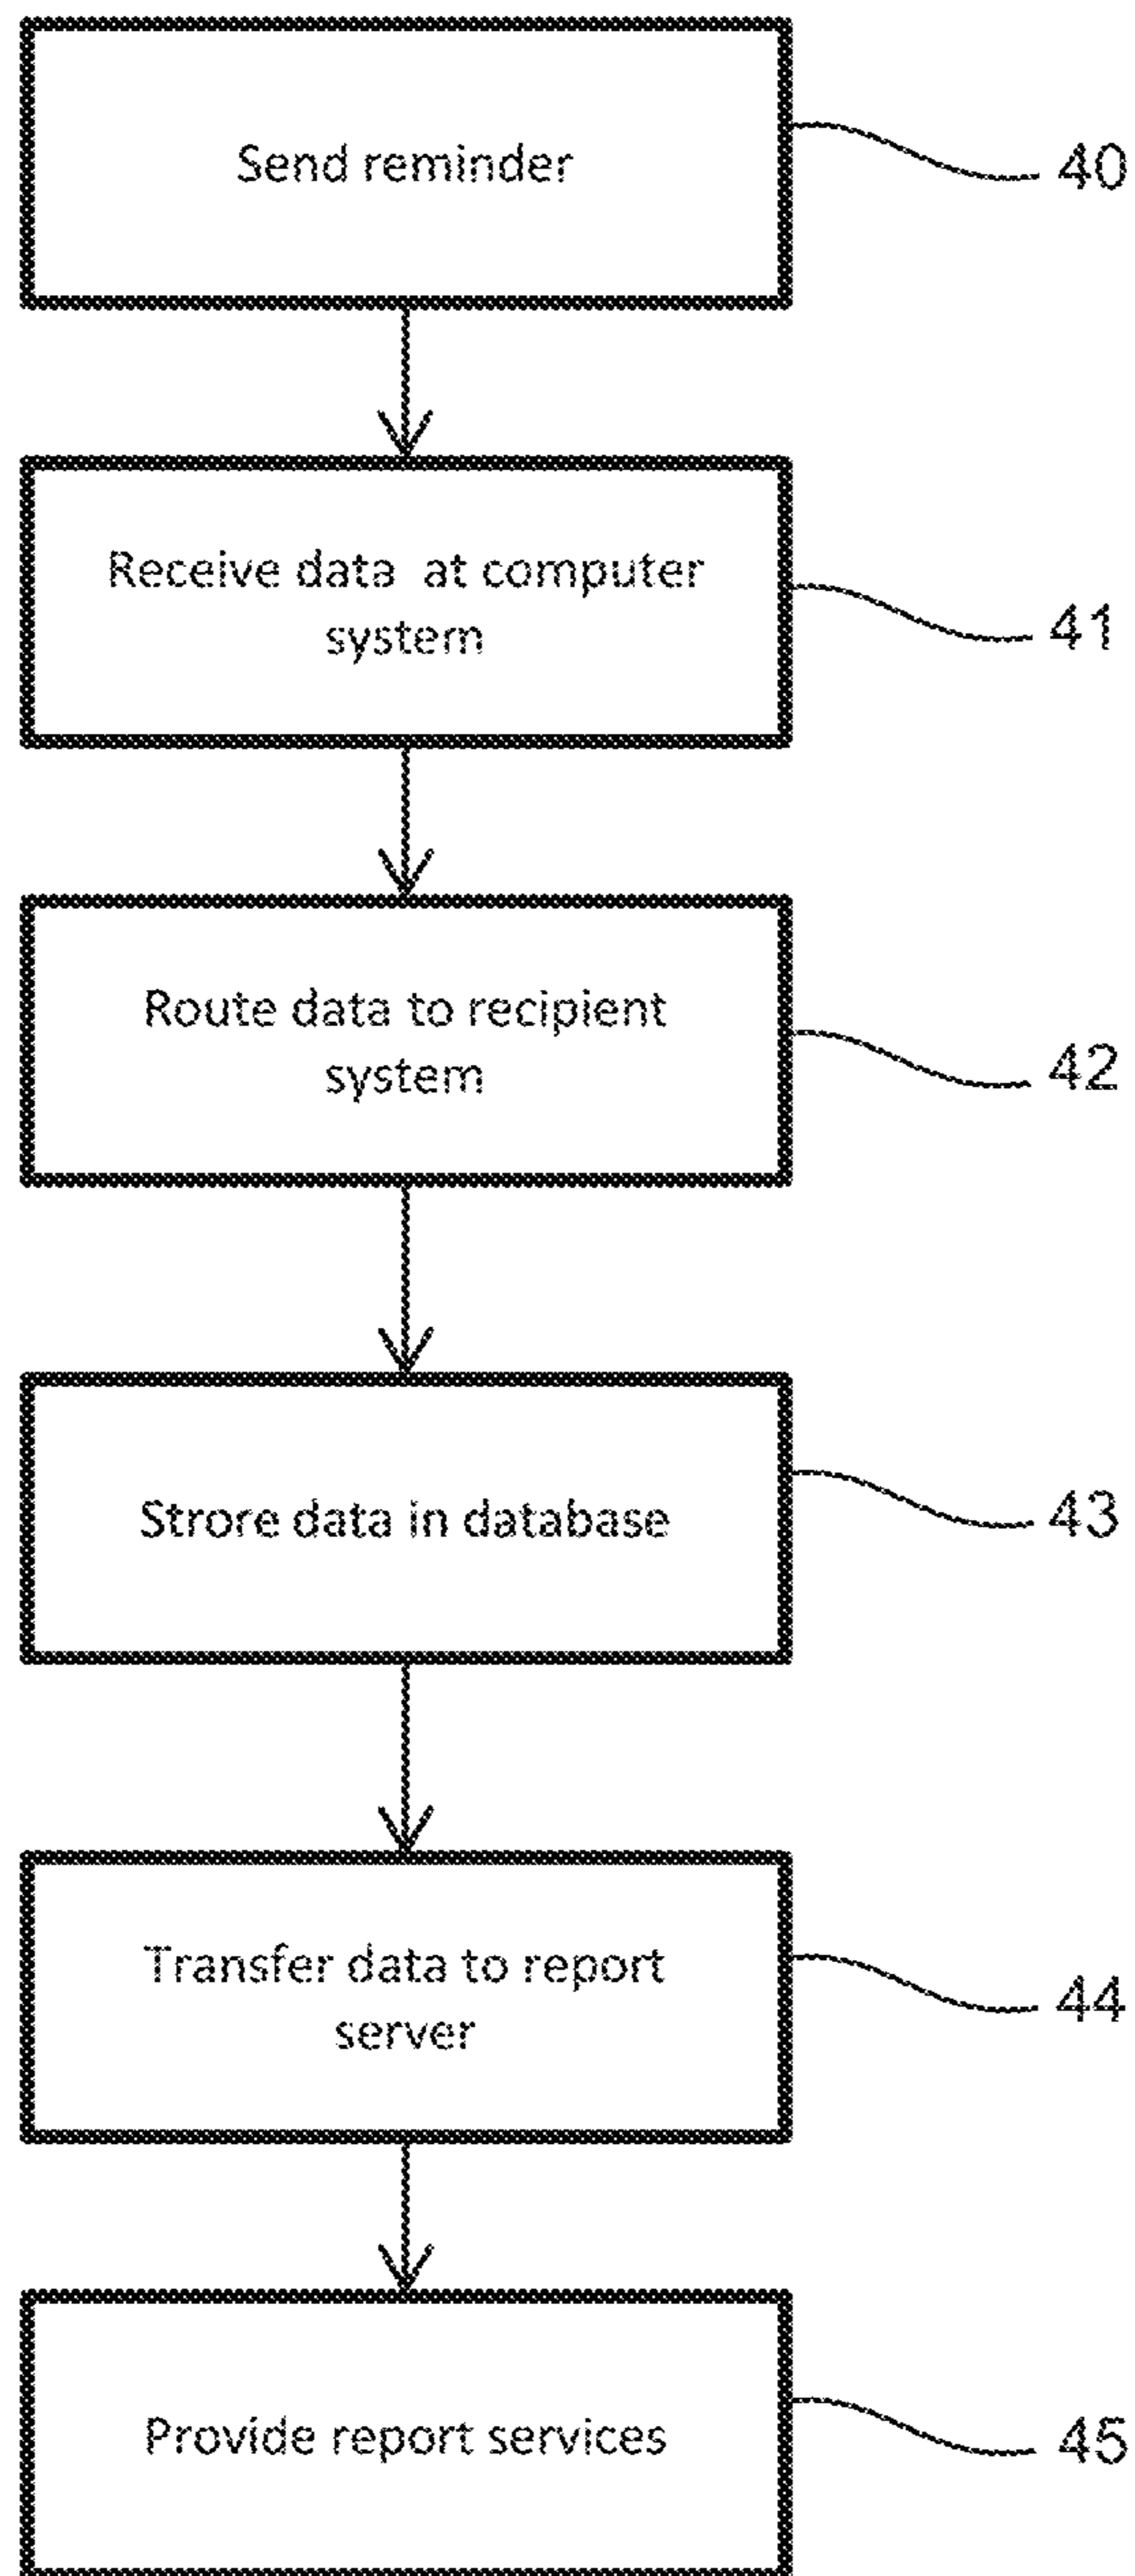 Send reminder
40
Receive data at computer
system
41
Route data to recipient
system
42
Strore data in database
43
Transfer data to report
server
44
Provide report services
45